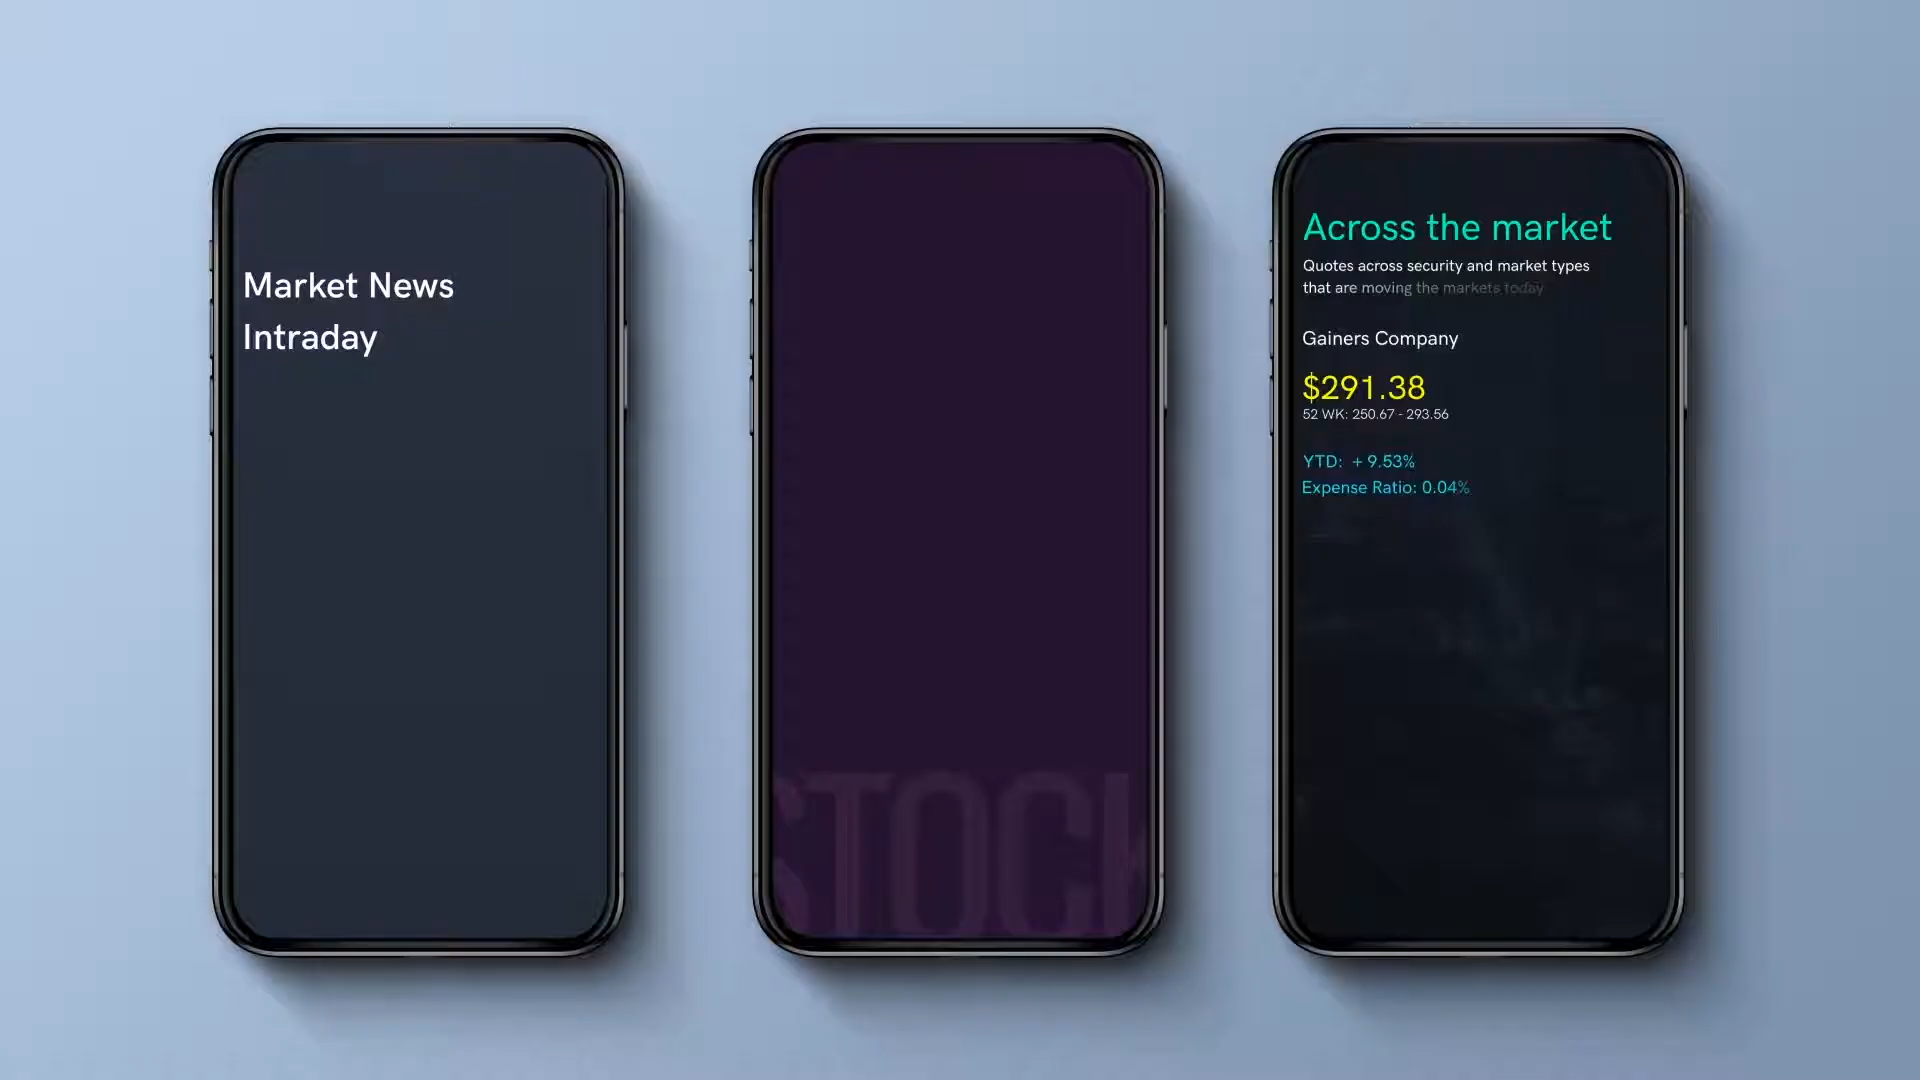 Market News
Intraday
STOCK
Across the market
Quotes across security and market types
that are moving the markets today
Gainers Company
$291.38
52 WK: 250.67 - 293.56
YTD: + 9.53%
Expense Ratio: 0.04%